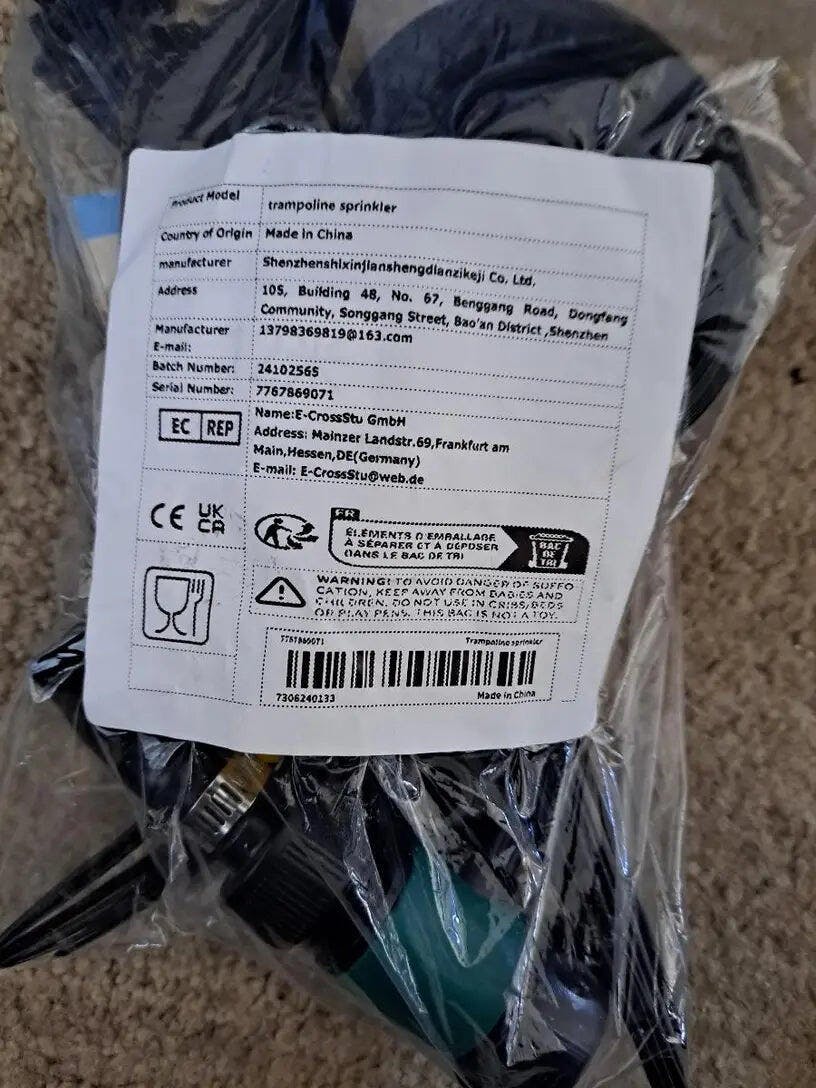 Product Model trampoline sprinkler
Country of Origin Made in China
manufacturer Shenzhenshixinjianshengdianzikeji Co. Ltd,
Address 105, Building 48, No. 67, Benggang Road, Dongfang
Community, Songgang Street, Bao'an District ,Shenzhen
Manufacturer 13798369819@163.com
E-mail:
Batch Number: 2410256S
Serial Number: 7767869071
EC REP
Name:E-CrossStu GmbH
Address: Mainzer Landstr.69,Frankfurt am
Main,Hessen,DE(Germany)
E-mail: E-CrossStu@web.de
CE UK
CA
FR
ÉLÉMENTS D'EMBALLAGE
À SÉPARER ET À DÉPOSER
DANS LE BAC DE TRI
BAC
DE
TRI
WARNING: TO AVOID DANGER OF SUFFO
CATION, KEEP AWAY FROM BABIES AND
CHILDREN. DO NOT USE IN CRIBS/BEDS
OR PLAY PENS. THIS BAG IS NOT A TOY.
7767869071 Trampoline sprinkler
7306240133 Made in China